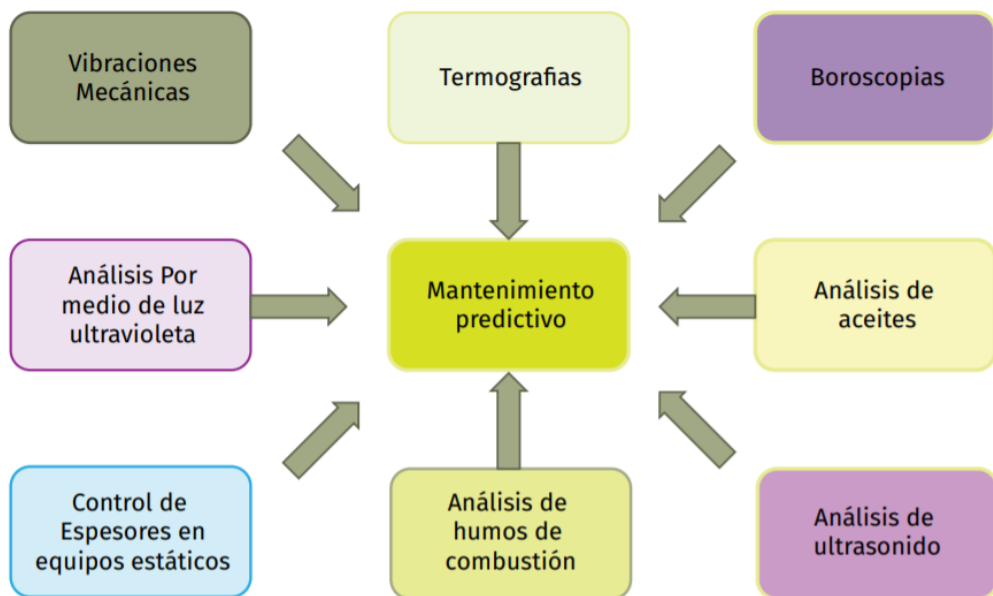 Vibraciones
Mecánicas
Termografias
Boroscopias
Análisis Por
medio de luz
ultravioleta
Mantenimiento
predictivo
Análisis de
aceites
Control de
Espesores en
equipos estáticos
Análisis de
humos de
combustión
Análisis de
ultrasonido